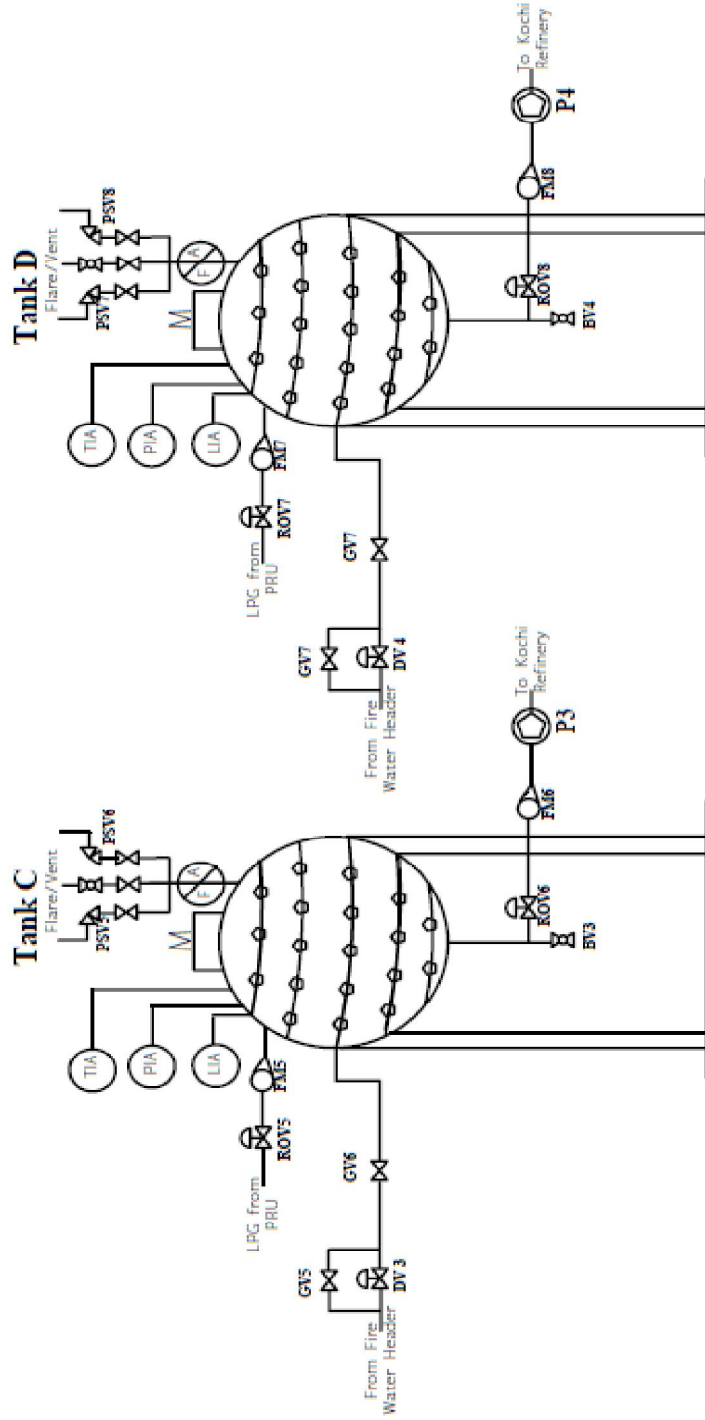 Tank C
Flare/Vent
PSV5
PSV6
M
F
A
TIA
PIA
LIA
LPG from
PRU
ROV5
FM5
GV5
DV 3
GV6
From Fire
Water Header
ROV6
FM6
BV3
P3
To Kochi
Refinery
Tank D
Flare/Vent
PSV7
PSV8
M
F
A
TIA
PIA
LIA
LPG from
PRU
ROV7
FM7
GV7
DV 4
GV7
From Fire
Water Header
ROV8
FM8
BV4
P4
To Kochi
Refinery